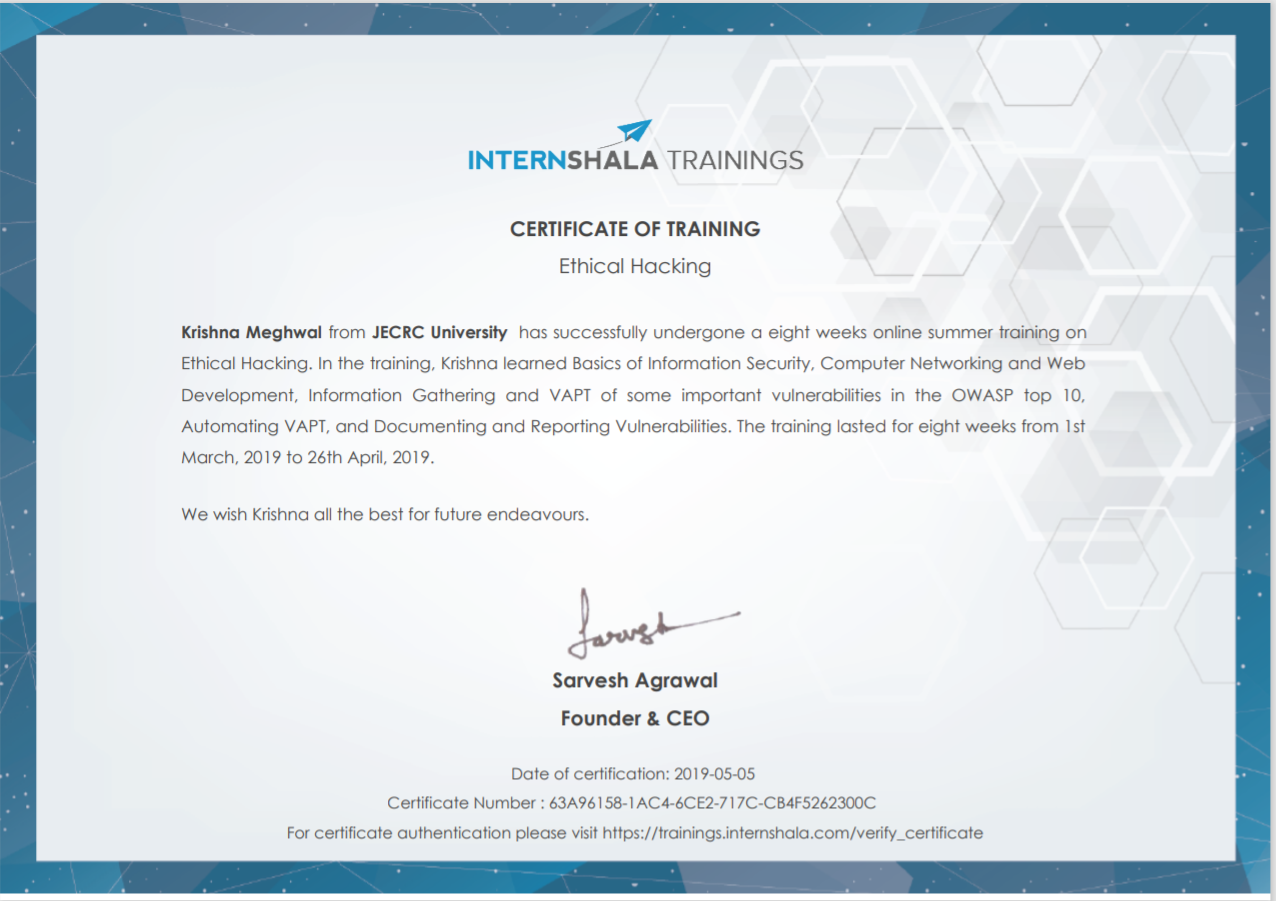 INTERNSHALA TRAININGS
CERTIFICATE OF TRAINING
Ethical Hacking
Krishna Meghwal from JECRC University has successfully undergone a eight weeks online summer training on
Ethical Hacking. In the training, Krishna learned Basics of Information Security, Computer Networking and Web
Development, Information Gathering and VAPT of some important vulnerabilities in the OWASP top 10,
Automating VAPT, and Documenting and Reporting Vulnerabilities. The training lasted for eight weeks from 1st
March, 2019 to 26th April, 2019.
We wish Krishna all the best for future endeavours.
Sarvesh
Sarvesh Agrawal
Founder & CEO
Date of certification: 2019-05-05
Certificate Number : 63A96158-1AC4-6CE2-717C-CB4F5262300C
For certificate authentication please visit https://trainings.internshala.com/verify_certificate